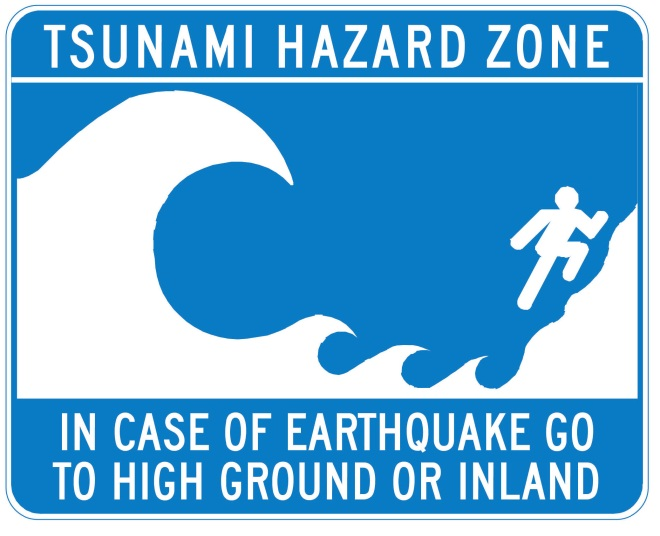 TSUNAMI HAZARD ZONE
IN CASE OF EARTHQUAKE GO
TO HIGH GROUND OR INLAND